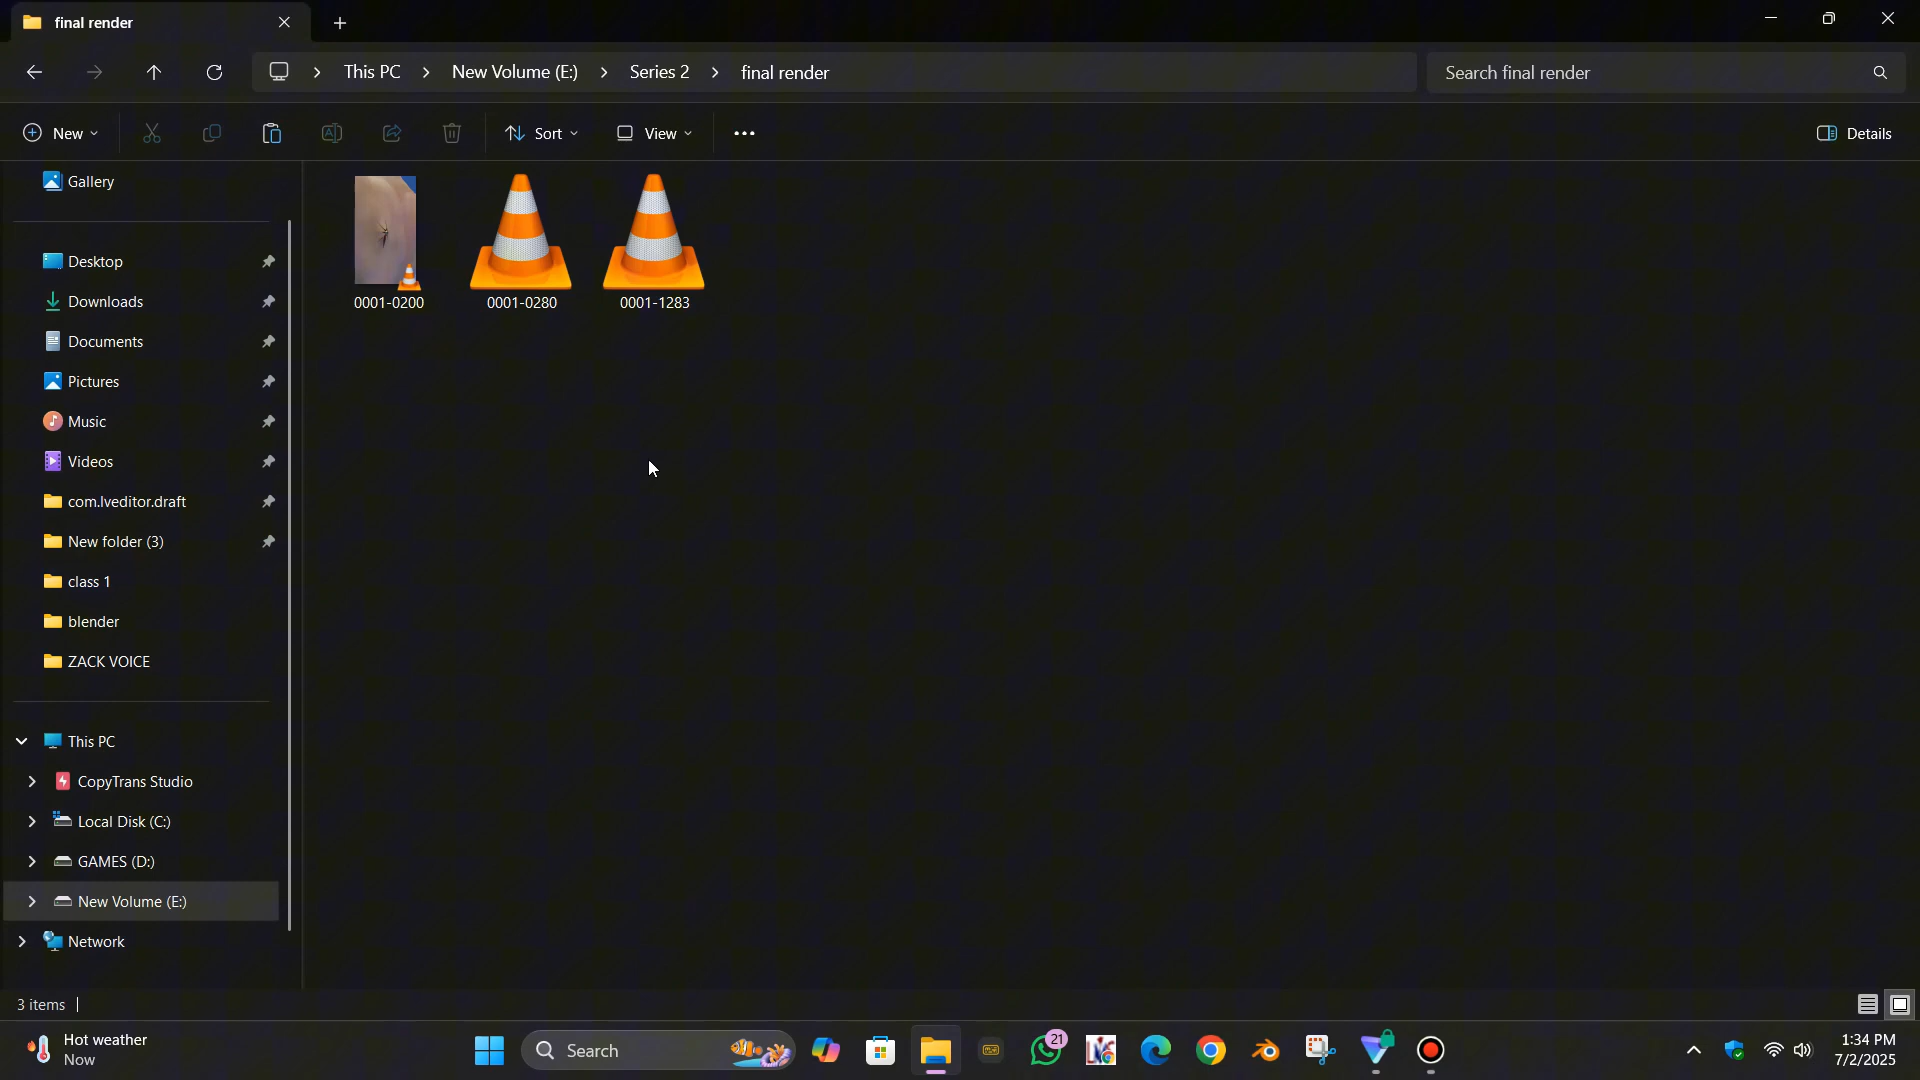 final render
This PC
New Volume (E:)
Series 2
final render
Search final render
New
Sort
View
Details
Gallery
Desktop
Downloads
Documents
Pictures
Music
Videos
com.lveditor.draft
New folder (3)
class 1
blender
ZACK VOICE
This PC
CopyTrans Studio
Local Disk (C:)
GAMES (D:)
New Volume (E:)
Network
0001-0200
0001-0280
0001-1283
3 items
Hot weather
Now
Search
21
1:34 PM
7/2/2025